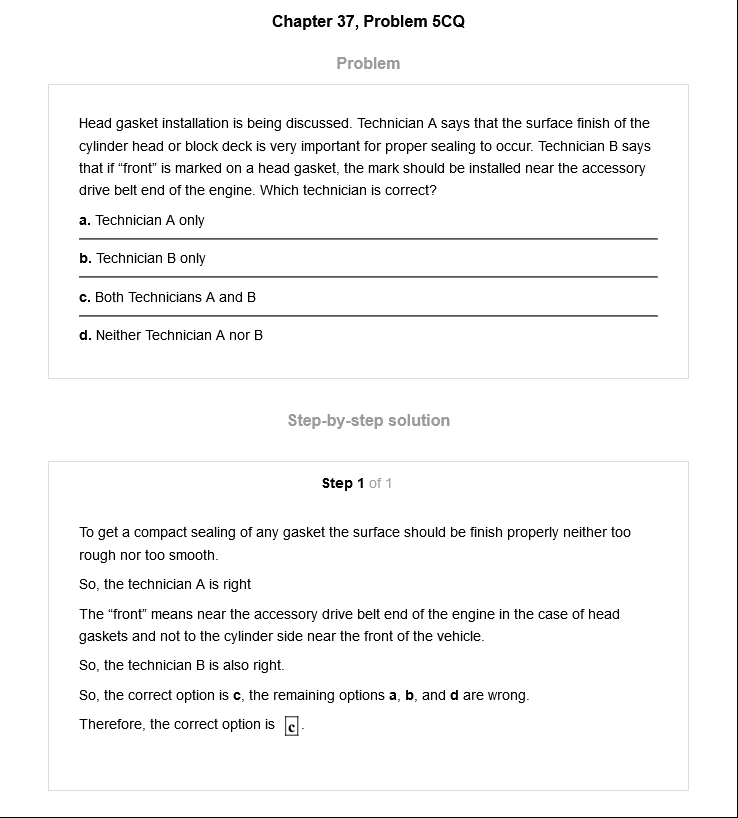 Chapter 37, Problem 5CQ
Problem
Head gasket installation is being discussed. Technician A says that the surface finish of the
cylinder head or block deck is very important for proper sealing to occur. Technician B says
that if “front” is marked on a head gasket, the mark should be installed near the accessory
drive belt end of the engine. Which technician is correct?
a. Technician A only
b. Technician B only
c. Both Technicians A and B
d. Neither Technician A nor B
Step-by-step solution
Step 1 of 1
To get a compact sealing of any gasket the surface should be finish properly neither too
rough nor too smooth.
So, the technician A is right
The “front” means near the accessory drive belt end of the engine in the case of head
gaskets and not to the cylinder side near the front of the vehicle.
So, the technician B is also right.
So, the correct option is c, the remaining options a, b, and d are wrong.
Therefore, the correct option is c.